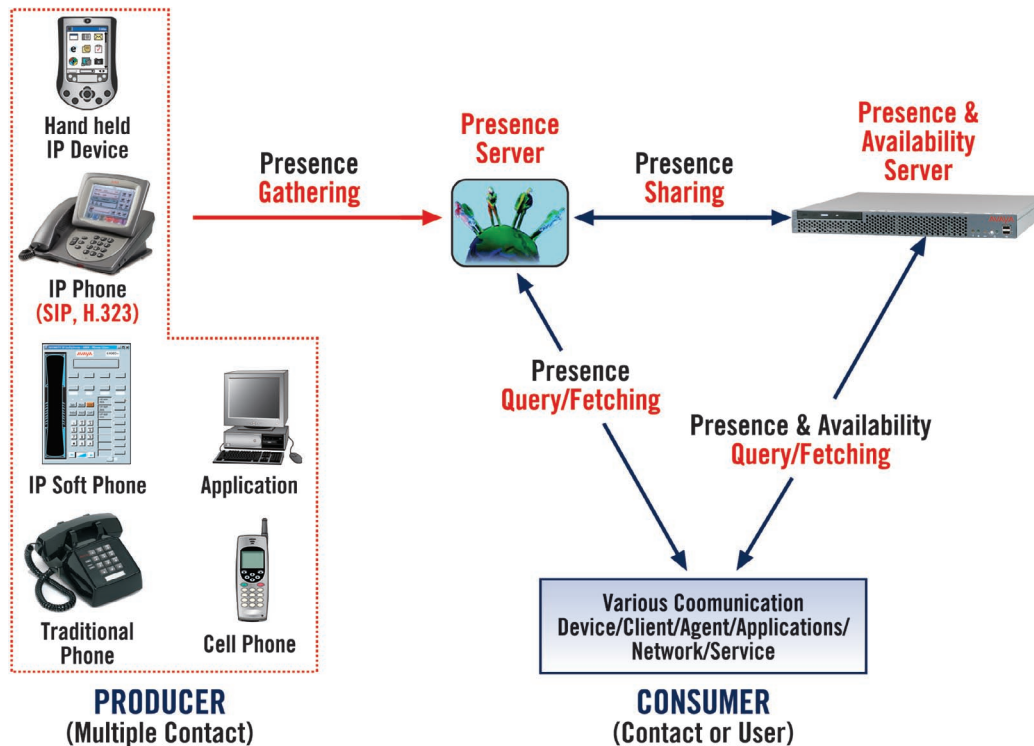 Hand held
IP Device
IP Phone
(SIP, H.323)
AVAYA
IP Soft Phone
Application
Traditional
Phone
Cell Phone
PRODUCER
(Multiple Contact)
Presence
Gathering
Presence
Server
Presence
Sharing
Presence &
Availability
Server
AVAYA
Presence
Query/Fetching
Presence & Availability
Query/Fetching
Various Coomunication
Device/Client/Agent/Applications/
Network/Service
CONSUMER
(Contact or User)